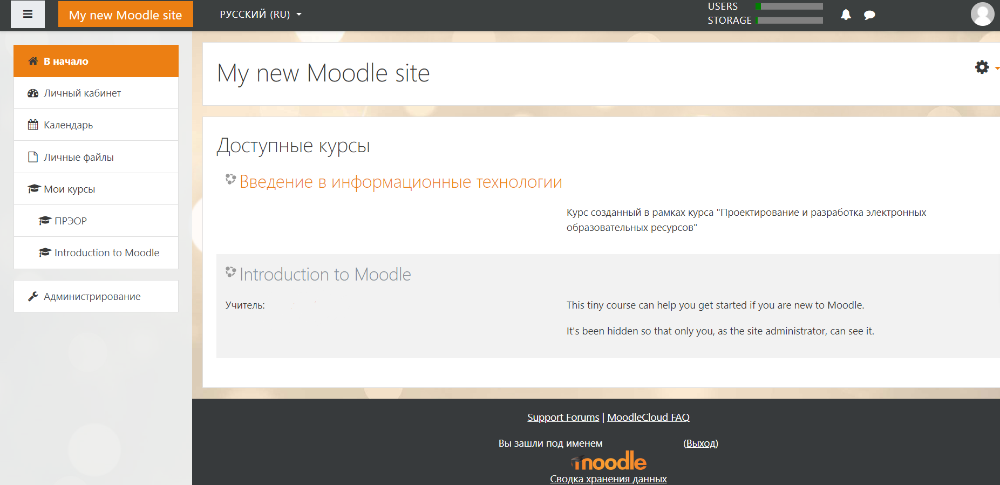 My new Moodle site
РУССКИЙ (RU)
USERS
STORAGE
В начало
Личный кабинет
Календарь
Личные файлы
Мои курсы
ПРЭОР
Introduction to Moodle
Администрирование
My new Moodle site
Доступные курсы
Введение в информационные технологии
Курс созданный в рамках курса "Проектирование и разработка электронных
образовательных ресурсов"
Introduction to Moodle
Учитель:
This tiny course can help you get started if you are new to Moodle.
It's been hidden so that only you, as the site administrator, can see it.
Support Forums | MoodleCloud FAQ
Вы зашли под именем (Выход)
moodle
Сводка хранения данных